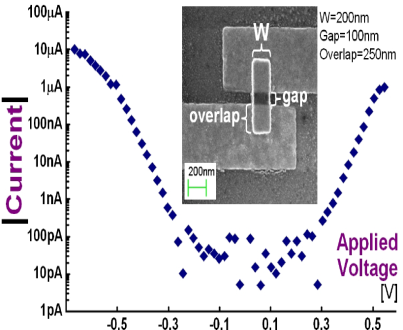 |Current|
100µA
10µA
1µA
100nA
10nA
1nA
100pA
10pA
1pA
-0.5
-0.3
-0.1
0.1
0.3
0.5
Applied
Voltage
[V]
W=200nm
Gap=100nm
Overlap=250nm
W
gap
overlap
200nm